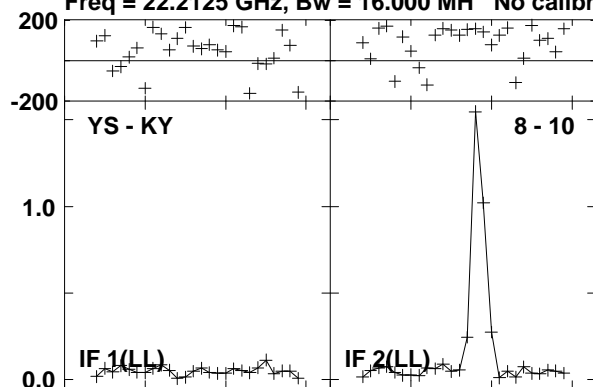 Freq = 22.2125 GHz, Bw = 16.000 MH No calibr
200
-200
YS - KY 8 - 10
1.0
IF 1(LL) IF 2(LL)
0.0